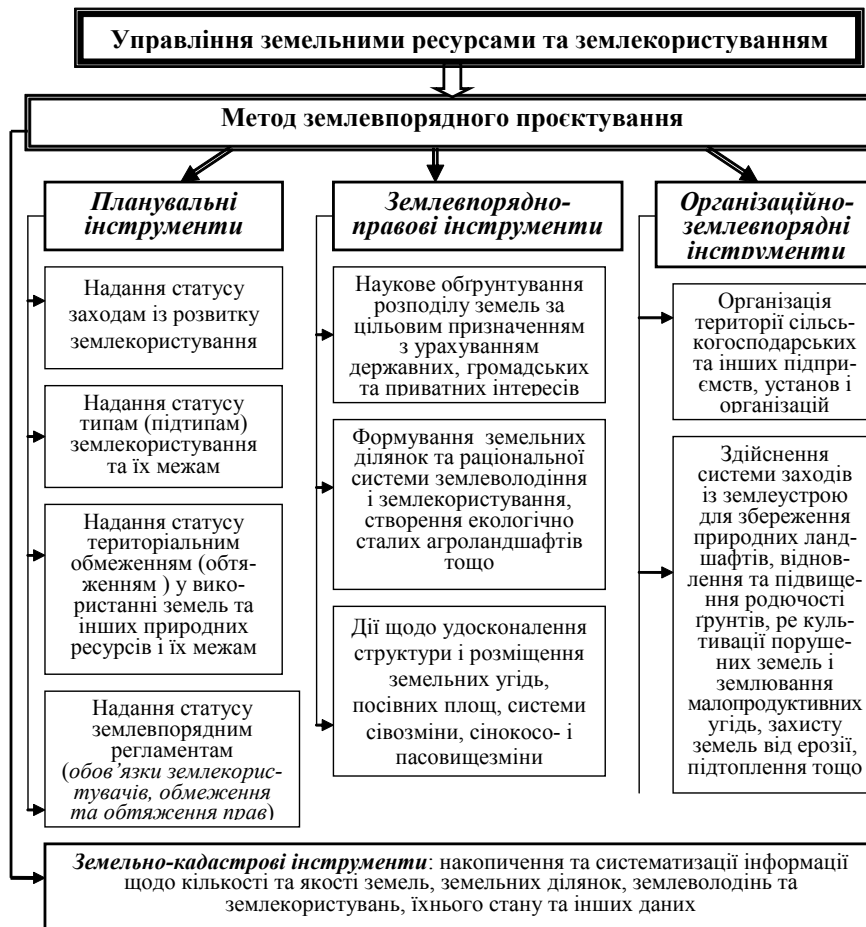 Управління земельними ресурсами та землекористуванням
Метод землевпорядного проєктування
Планувальні
інструменти
Надання статусу
заходам із розвитку
землекористування
Надання статусу
типам (підтипам)
землекористування
та їх межам
Надання статусу
територіальним
обмеженням (обтя-
женням ) у вико-
ристанні земель та
інших природних
ресурсів і їх межам
Надання статусу
землевпорядним
регламентам
(обов’язки землекорис-
тувачів, обмеження
та обтяження прав)
Землевпорядно-
правові інструменти
Наукове обґрунтування
розподілу земель за
цільовим призначенням
з урахуванням
державних, громадських
та приватних інтересів
Формування земельних
ділянок та раціональної
системи землеволодіння
і землекористування,
створення екологічно
сталих агроландшафтів
тощо
Дії щодо удосконалення
структури і розміщення
земельних угідь,
посівних площ, системи
сівозміни, сінокосо- і
пасовищезміни
Організаційно-
землевпорядні
інструменти
Організація
території сільсь-
когосподарських
та інших підпри-
ємств, установ і
організацій
Здійснення
системи заходів
із землеустрою
для збереження
природних ланд-
шафтів, віднов-
лення та підвище-
ння родючості
ґрунтів, ре куль-
тивації поруше-
них земель і
землювання
малопродуктивних
угідь, захисту
земель від ерозії,
підтоплення тощо
Земельно-кадастрові інструменти: накопичення та систематизації інформації
щодо кількості та якості земель, земельних ділянок, землеволодінь та
землекористувань, їхнього стану та інших даних